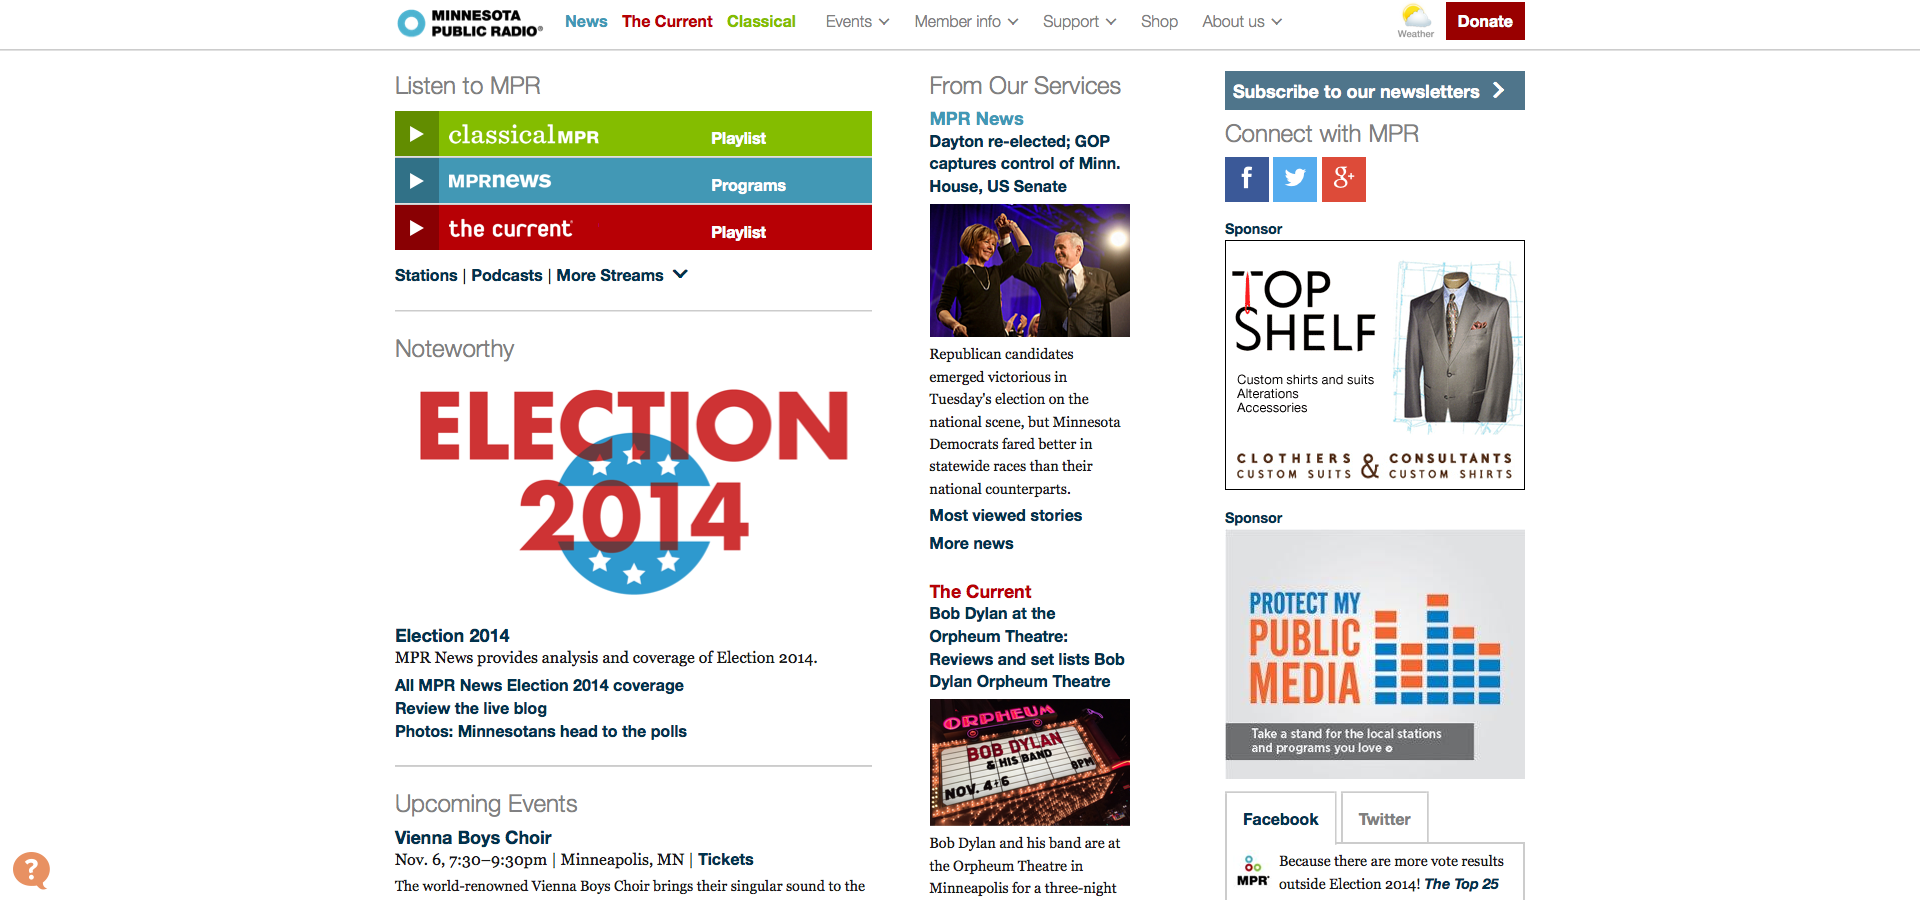 MINNESOTA
PUBLIC RADIO®
News
The Current
Classical
Events
Member info
Support
Shop
About us
Weather
Donate
Listen to MPR
classical MPR
Playlist
MPRnews
Programs
the current
Playlist
Stations | Podcasts | More Streams
Noteworthy
ELECTION
2014
Election 2014
MPR News provides analysis and coverage of Election 2014.
All MPR News Election 2014 coverage
Review the live blog
Photos: Minnesotans head to the polls
Upcoming Events
Vienna Boys Choir
Nov. 6, 7:30–9:30pm | Minneapolis, MN | Tickets
The world-renowned Vienna Boys Choir brings their singular sound to the
?
From Our Services
MPR News
Dayton re-elected; GOP
captures control of Minn.
House, US Senate
Republican candidates
emerged victorious in
Tuesday's election on the
national scene, but Minnesota
Democrats fared better in
statewide races than their
national counterparts.
Most viewed stories
More news
The Current
Bob Dylan at the
Orpheum Theatre:
Reviews and set lists Bob
Dylan Orpheum Theatre
ORPHEUM
BOB DYLAN
& HIS BAND
8PM
NOV. 4+6
Bob Dylan and his band are at
the Orpheum Theatre in
Minneapolis for a three-night
Subscribe to our newsletters
Connect with MPR
f
g+
Sponsor
TOP
SHELF
Custom shirts and suits
Alterations
Accessories
CLOTHIERS & CONSULTANTS
CUSTOM SUITS & CUSTOM SHIRTS
Sponsor
PROTECT MY
PUBLIC
MEDIA
Take a stand for the local stations
and programs you love
Facebook
Twitter
MPR
Because there are more vote results
outside Election 2014! The Top 25